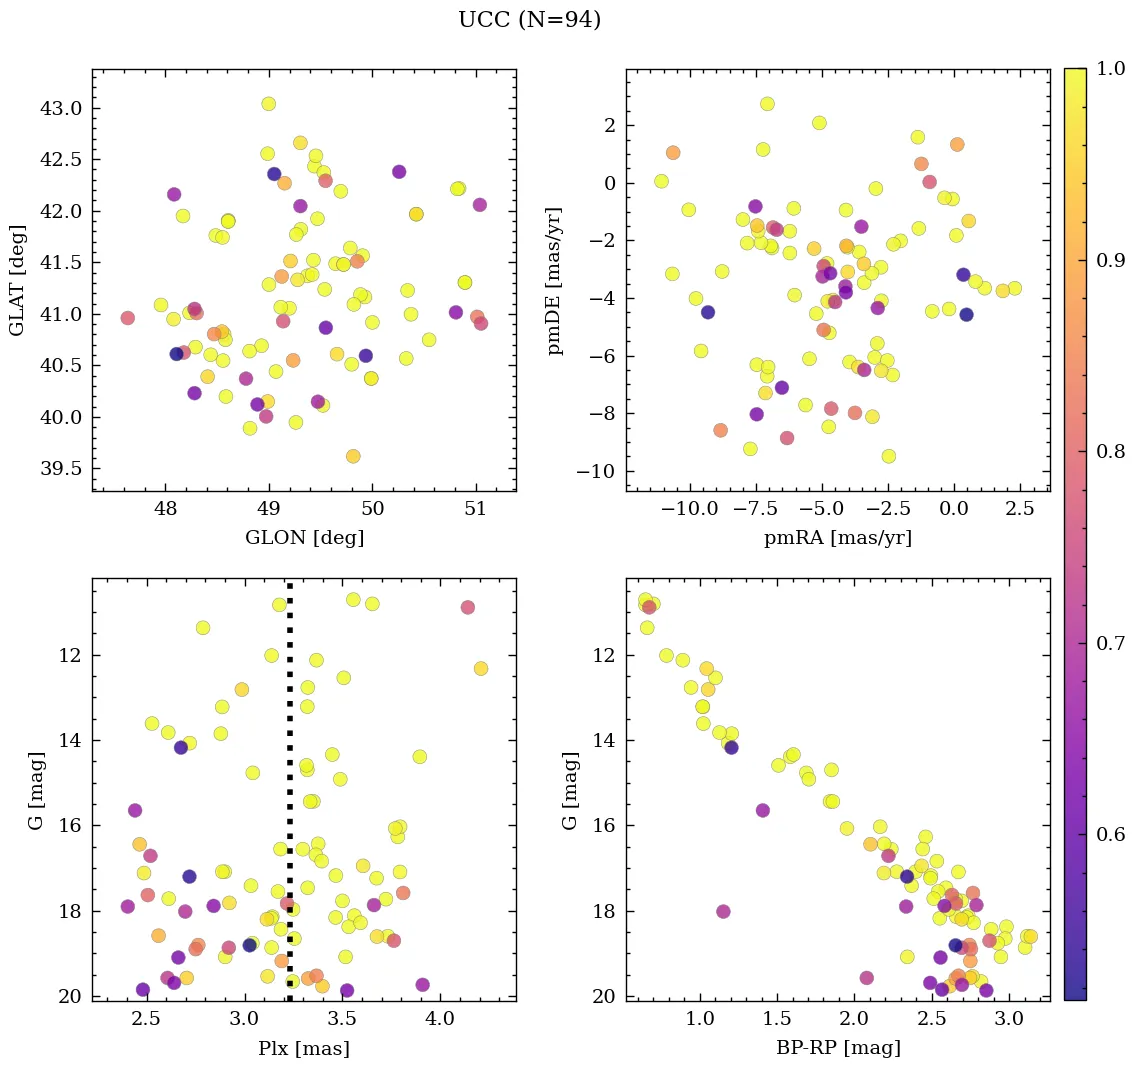 UCC (N=94)
43.0
42.5
42.0
41.5
41.0
40.5
40.0
39.5
GLAT [deg]
48 49 50 51
GLON [deg]
2
0
−2
−4
−6
−8
−10
pmDE [mas/yr]
−10.0 −7.5 −5.0 −2.5 0.0 2.5
pmRA [mas/yr]
1.0
0.9
0.8
0.7
0.6
12
14
16
18
20
G [mag]
2.5 3.0 3.5 4.0
Plx [mas]
12
14
16
18
20
G [mag]
1.0 1.5 2.0 2.5 3.0
BP-RP [mag]